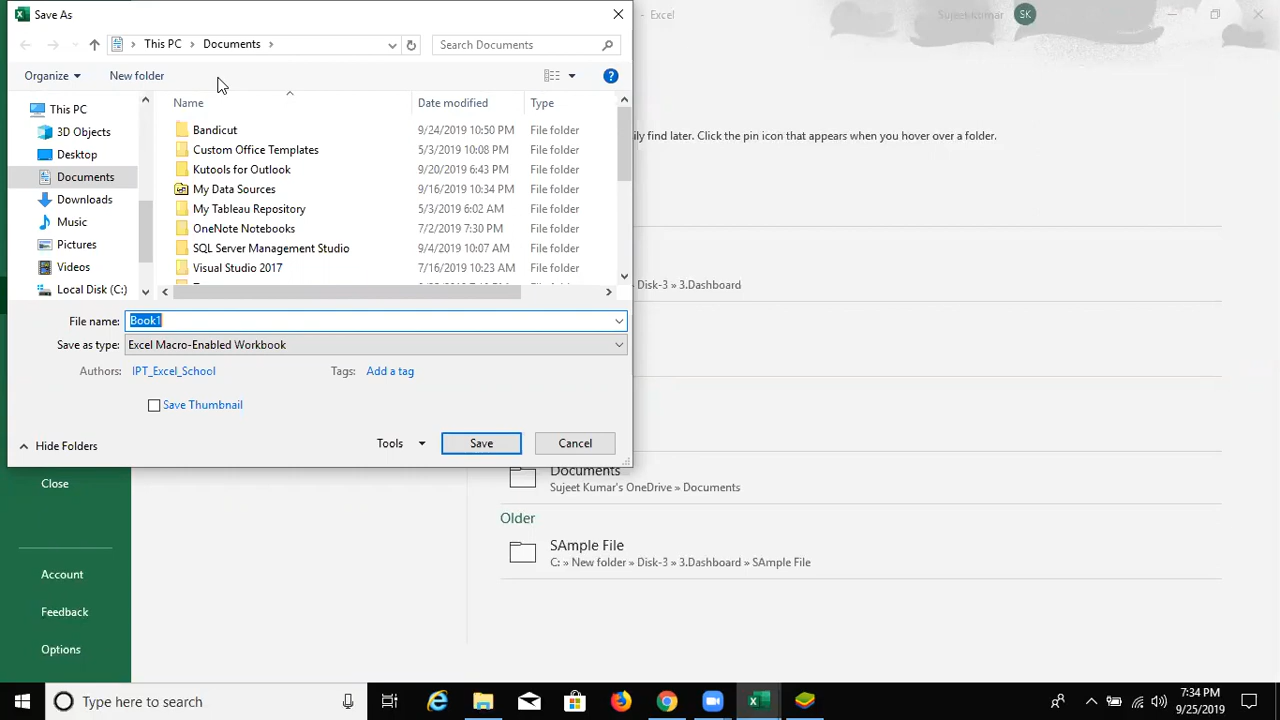 Save As
Excel
Sujeet Kumar
SK
This PC
Documents
Search Documents
Organize
New folder
?
This PC
3D Objects
Desktop
Documents
Downloads
Music
Pictures
Videos
Local Disk (C:)
Name Date modified Type
Bandicut 9/24/2019 10:50 PM File folder
Custom Office Templates 5/3/2019 10:08 PM File folder
Kutools for Outlook 9/20/2019 6:43 PM File folder
My Data Sources 9/16/2019 10:34 PM File folder
My Tableau Repository 5/3/2019 6:02 AM File folder
OneNote Notebooks 7/2/2019 7:30 PM File folder
SQL Server Management Studio 9/4/2019 10:07 AM File folder
Visual Studio 2017 7/16/2019 10:23 AM File folder
File name: Book1
Save as type: Excel Macro-Enabled Workbook
Authors: IPT_Excel_School Tags: Add a tag
Save Thumbnail
Hide Folders
Tools
Save
Cancel
find later. Click the pin icon that appears when you hover over a folder.
Disk-3 » 3.Dashboard
Documents
Sujeet Kumar's OneDrive » Documents
Older
SAmple File
C: » New folder » Disk-3 » 3.Dashboard » SAmple File
Close
Account
Feedback
Options
Type here to search
7:34 PM
9/25/2019